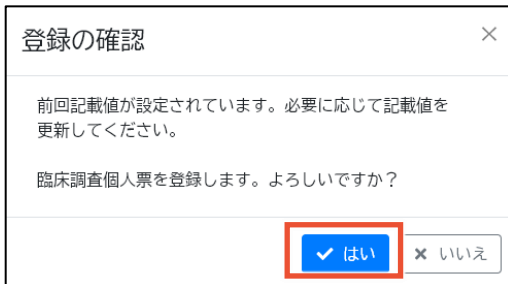 登録の確認
前回記載値が設定されています。必要に応じて記載値を
更新してください。
臨床調査個人票を登録します。よろしいですか？
はい
いいえ